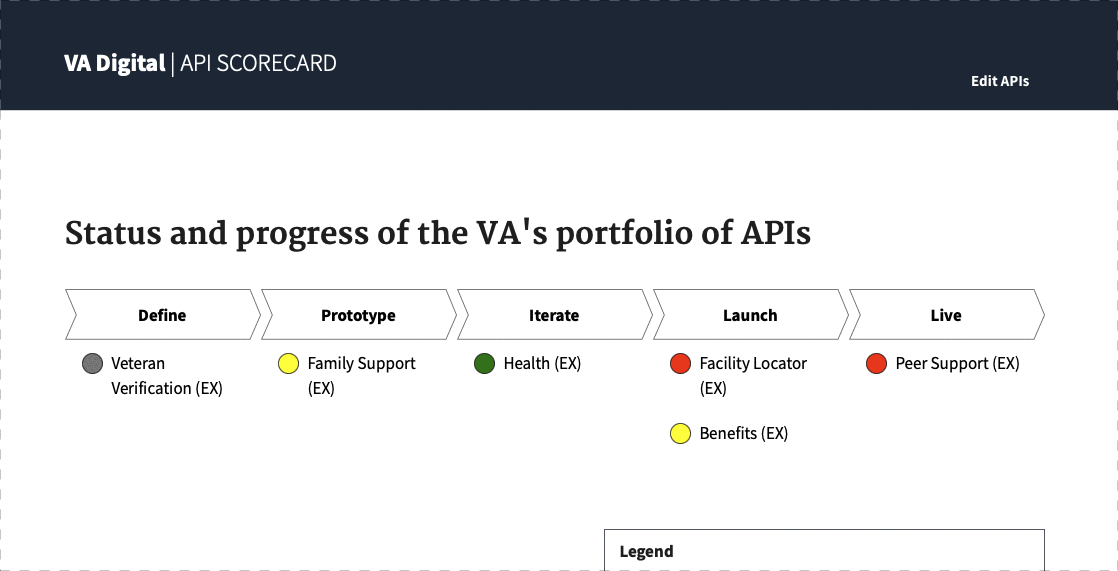 VA Digital | API SCORECARD
Edit APIs
Status and progress of the VA's portfolio of APIs
Define
Prototype
Iterate
Launch
Live
Veteran
Verification (EX)
Family Support
(EX)
Health (EX)
Facility Locator
(EX)
Benefits (EX)
Peer Support (EX)
Legend